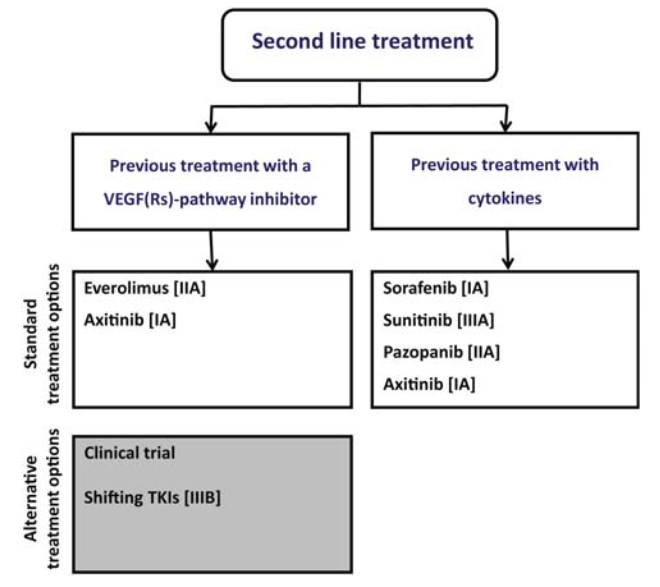 Second line treatment
Previous treatment with a
VEGF(Rs)-pathway inhibitor
Previous treatment with
cytokines
Standard
treatment options
Everolimus [IIA]
Axitinib [IA]
Sorafenib [IA]
Sunitinib [IIIA]
Pazopanib [IIA]
Axitinib [IA]
Alternative
treatment options
Clinical trial
Shifting TKIs [IIIB]